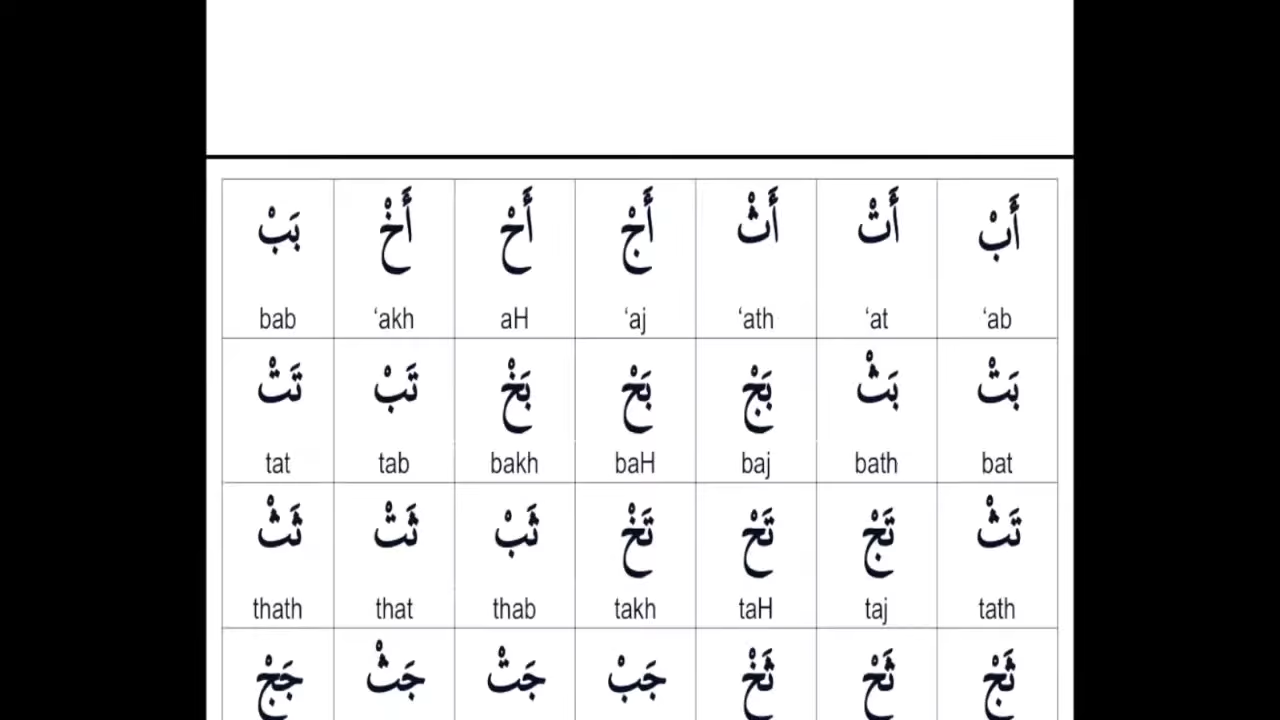 أَبْ أَتْ أَثْ أَجْ أَحْ أَخْ بَبْ
‘ab ‘at ‘ath ‘aj aH ‘akh bab
بَتْ بَثْ بَجْ بَحْ بَخْ تَبْ تَتْ
bat bath baj baH bakh tab tat
تَثْ تَجْ تَحْ تَخْ ثَبْ ثَتْ ثَثْ
tath taj taH takh thab that thath
ثَجْ ثَحْ ثَخْ جَبْ جَتْ جَثْ جَجْ